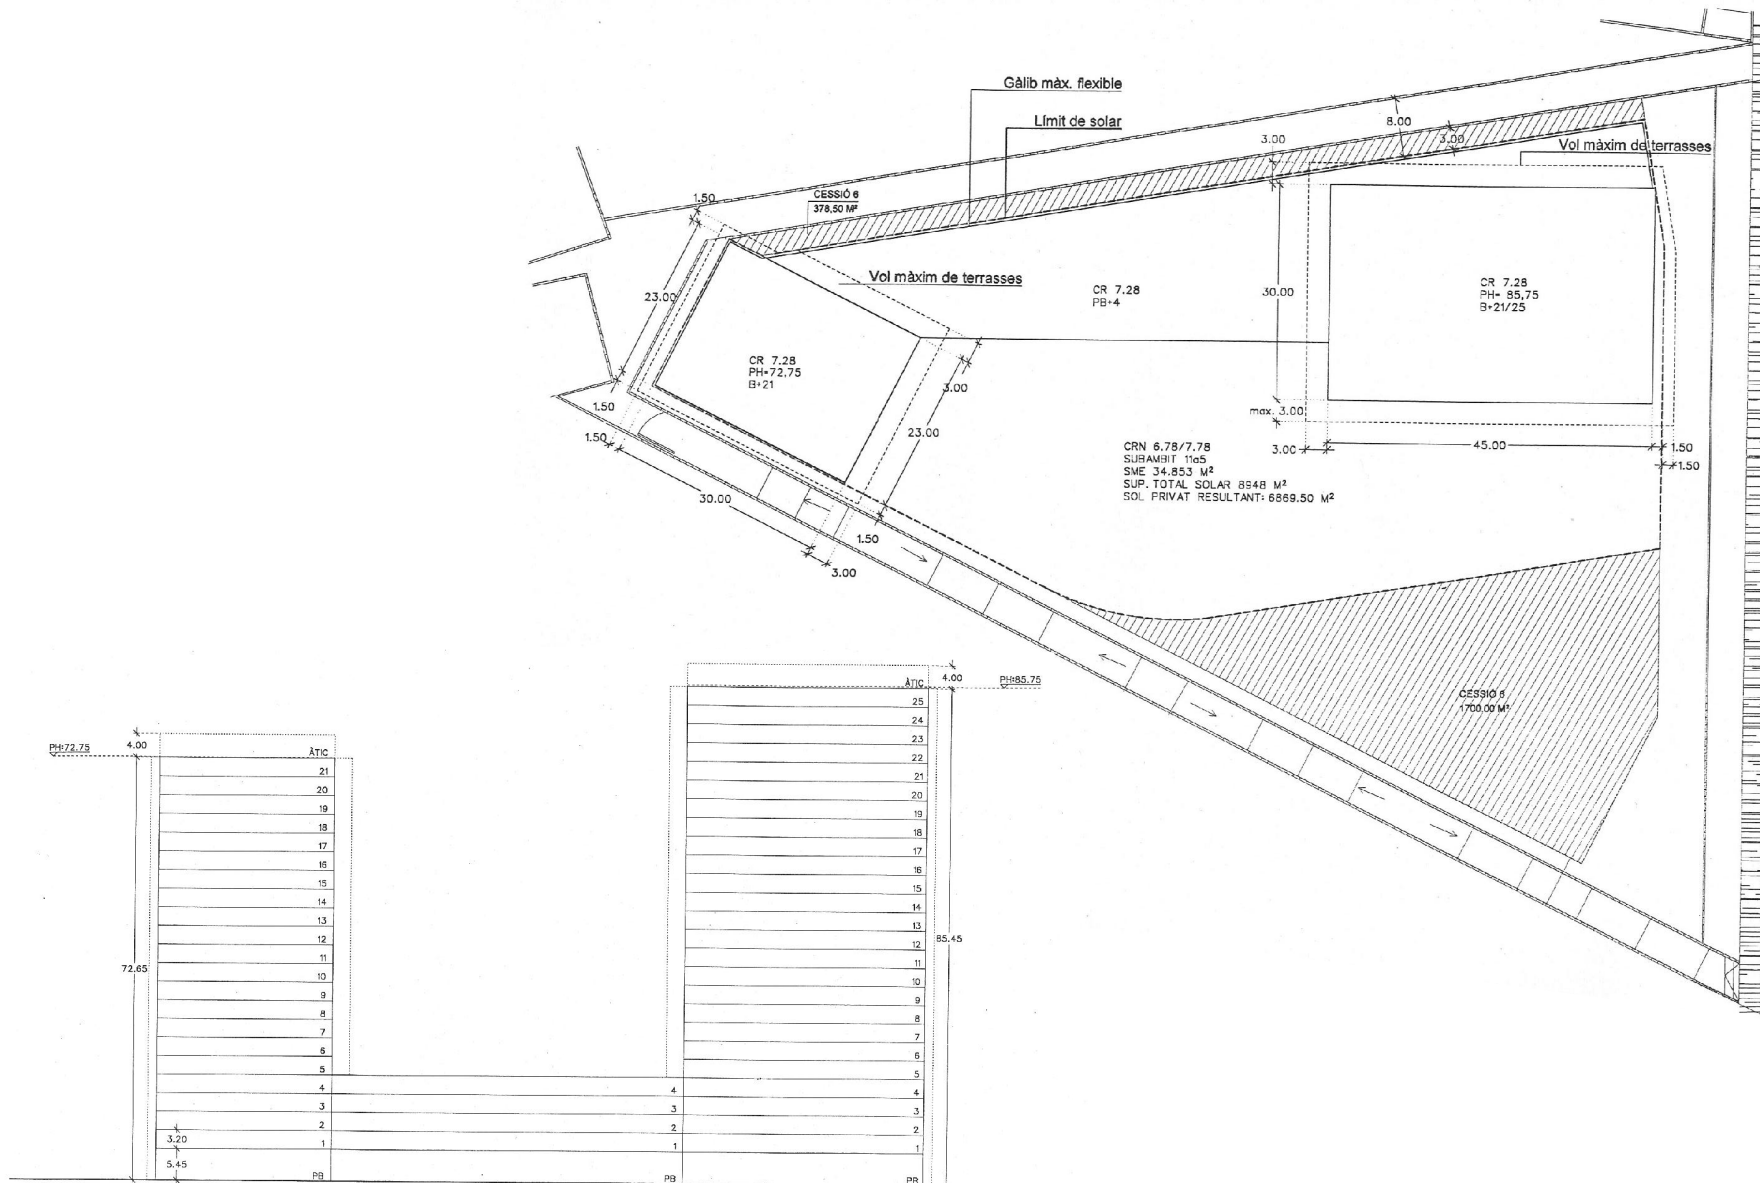 Gàlib màx. flexible
Límit de solar
8.00
3.00
3.00
Vol màxim de terrasses
CESSIÓ 6
378,50 M²
1.50
Vol màxim de terrasses
23.00
CR 7.28
PB+4
30.00
CR 7.28
PH= 85,75
B+21/25
CR 7.28
PH=72,75
B+21
3.00
1.50
max. 3.00
23.00
1.50
CRN 6.78/7.78
SUBAMBIT 11a5
SME 34.853 M²
SUP. TOTAL SOLAR 8948 M²
SOL PRIVAT RESULTANT: 6869.50 M²
3.00
45.00
1.50
1.50
30.00
1.50
3.00
CESSIÓ 6
1700.00 M²
PH:72.75
4.00
ÀTIC
21
20
19
18
17
16
15
14
13
12
11
10
9
8
7
6
5
4
3
2
1
PB
72.65
3.20
5.45
4
3
2
1
PB
ÀTIC
4.00
PH:85.75
25
24
23
22
21
20
19
18
17
16
15
14
13
12
11
10
9
8
7
6
5
4
3
2
1
PB
85.45